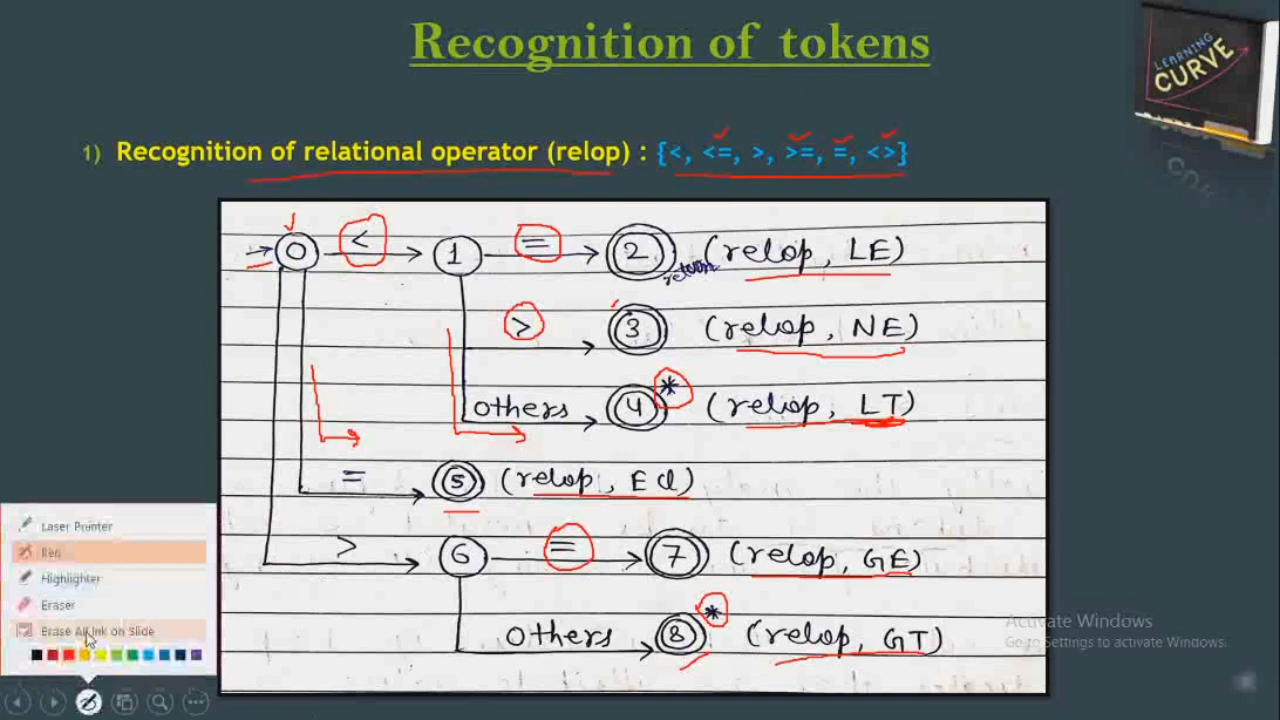 Recognition of tokens
LEARNING
CURVE
1) Recognition of relational operator (relop) : {<, <=, >, >=, =, <>}
0 < 1 = 2 (relop, LE)
return
> 3 (relop, NE)
others 4 * (relop, LT)
= 5 (relop, EQ)
> 6 = 7 (relop, GE)
others 8 * (relop, GT)
Laser Pointer
Pen
Highlighter
Eraser
Erase All Ink on Slide
Activate Windows
Go to Settings to activate Windows.